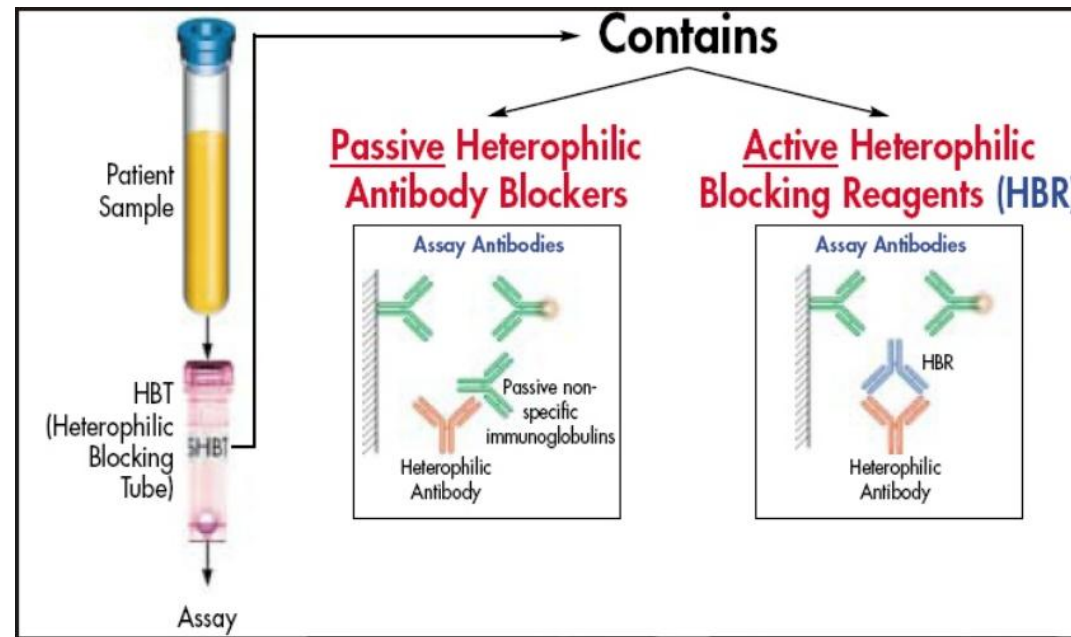 Contains
Patient
Sample
HBT
(Heterophilic
Blocking
Tube)
Assay
Passive Heterophilic
Antibody Blockers
Assay Antibodies
Passive non-
specific
immunoglobulins
Heterophilic
Antibody
Active Heterophilic
Blocking Reagents (HBR)
Assay Antibodies
HBR
Heterophilic
Antibody